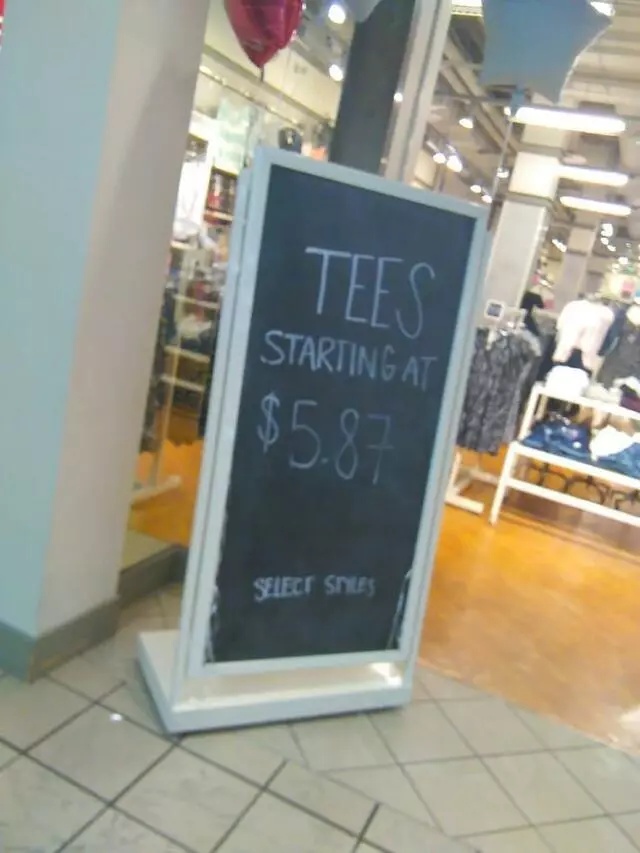 TEES
STARTING AT
$5.87
SELECT STYLES